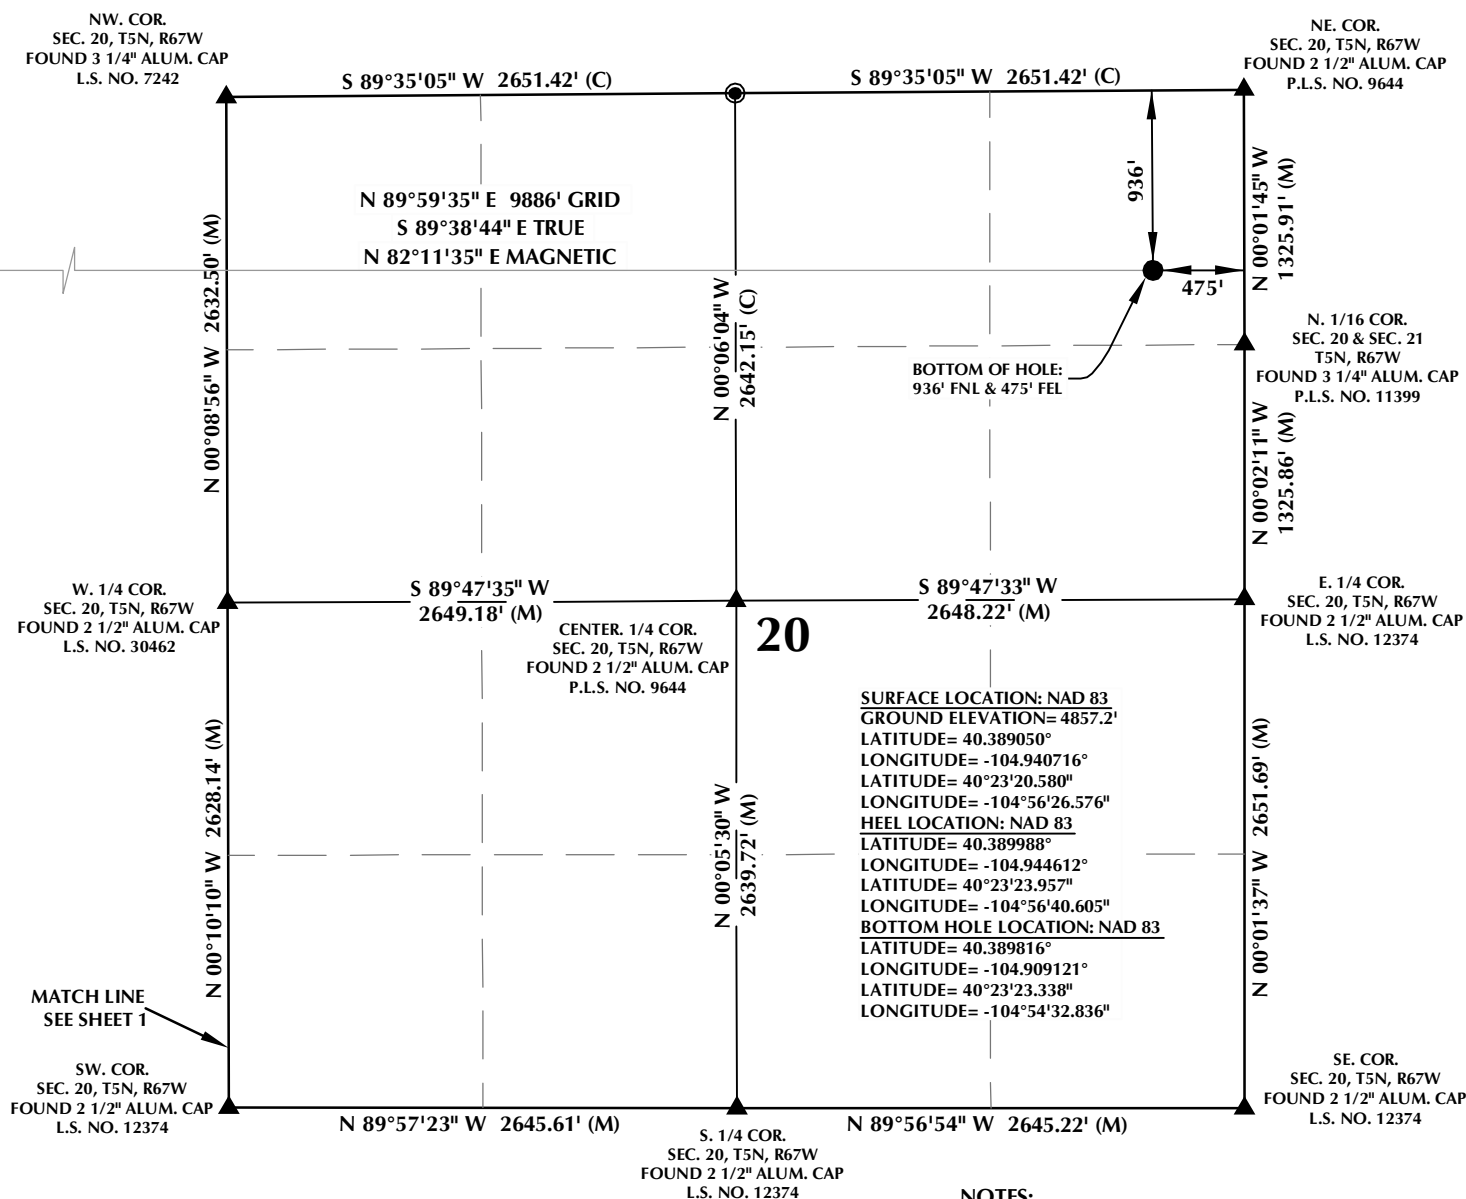 NW. COR.
SEC. 20, T5N, R67W
FOUND 3 1/4" ALUM. CAP
L.S. NO. 7242
S 89°35'05" W 2651.42' (C)
S 89°35'05" W 2651.42' (C)
NE. COR.
SEC. 20, T5N, R67W
FOUND 2 1/2" ALUM. CAP
P.L.S. NO. 9644
N 89°59'35" E 9886' GRID
S 89°38'44" E TRUE
N 82°11'35" E MAGNETIC
936'
475'
N 00°01'45" W
1325.91' (M)
N 00°08'56" W 2632.50' (M)
N 00°06'04" W
2642.15' (C)
BOTTOM OF HOLE:
936' FNL & 475' FEL
N. 1/16 COR.
SEC. 20 & SEC. 21
T5N, R67W
FOUND 3 1/4" ALUM. CAP
P.L.S. NO. 11399
N 00°02'11" W
1325.86' (M)
W. 1/4 COR.
SEC. 20, T5N, R67W
FOUND 2 1/2" ALUM. CAP
L.S. NO. 30462
S 89°47'35" W
2649.18' (M)
S 89°47'33" W
2648.22' (M)
E. 1/4 COR.
SEC. 20, T5N, R67W
FOUND 2 1/2" ALUM. CAP
L.S. NO. 12374
CENTER. 1/4 COR.
SEC. 20, T5N, R67W
FOUND 2 1/2" ALUM. CAP
P.L.S. NO. 9644
20
SURFACE LOCATION: NAD 83
GROUND ELEVATION= 4857.2'
LATITUDE= 40.389050°
LONGITUDE= -104.940716°
LATITUDE= 40°23'20.580"
LONGITUDE= -104°56'26.576"
HEEL LOCATION: NAD 83
LATITUDE= 40.389988°
LONGITUDE= -104.944612°
LATITUDE= 40°23'23.957"
LONGITUDE= -104°56'40.605"
BOTTOM HOLE LOCATION: NAD 83
LATITUDE= 40.389816°
LONGITUDE= -104.909121°
LATITUDE= 40°23'23.338"
LONGITUDE= -104°54'32.836"
N 00°10'10" W 2628.14' (M)
N 00°05'30" W
2639.72' (M)
N 00°01'37" W 2651.69' (M)
MATCH LINE
SEE SHEET 1
SW. COR.
SEC. 20, T5N, R67W
FOUND 2 1/2" ALUM. CAP
L.S. NO. 12374
N 89°57'23" W 2645.61' (M)
N 89°56'54" W 2645.22' (M)
SE. COR.
SEC. 20, T5N, R67W
FOUND 2 1/2" ALUM. CAP
L.S. NO. 12374
S. 1/4 COR.
SEC. 20, T5N, R67W
FOUND 2 1/2" ALUM. CAP
L.S. NO. 12374
NOTES: